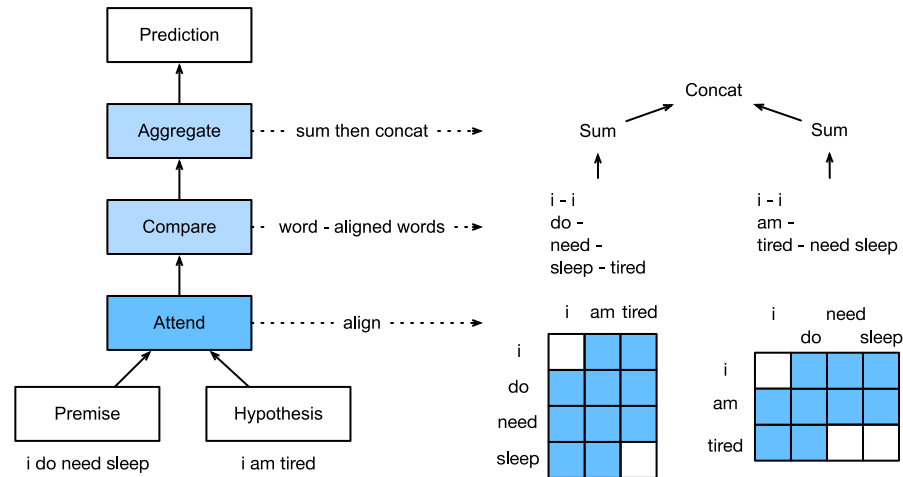 Prediction
Aggregate
sum then concat
Compare
word - aligned words
Attend
align
Premise
Hypothesis
i do need sleep
i am tired
Concat
Sum
Sum
i - i
do -
need -
sleep - tired
i - i
am -
tired - need sleep
i am tired
i
do
need
sleep
i need
do sleep
i
am
tired